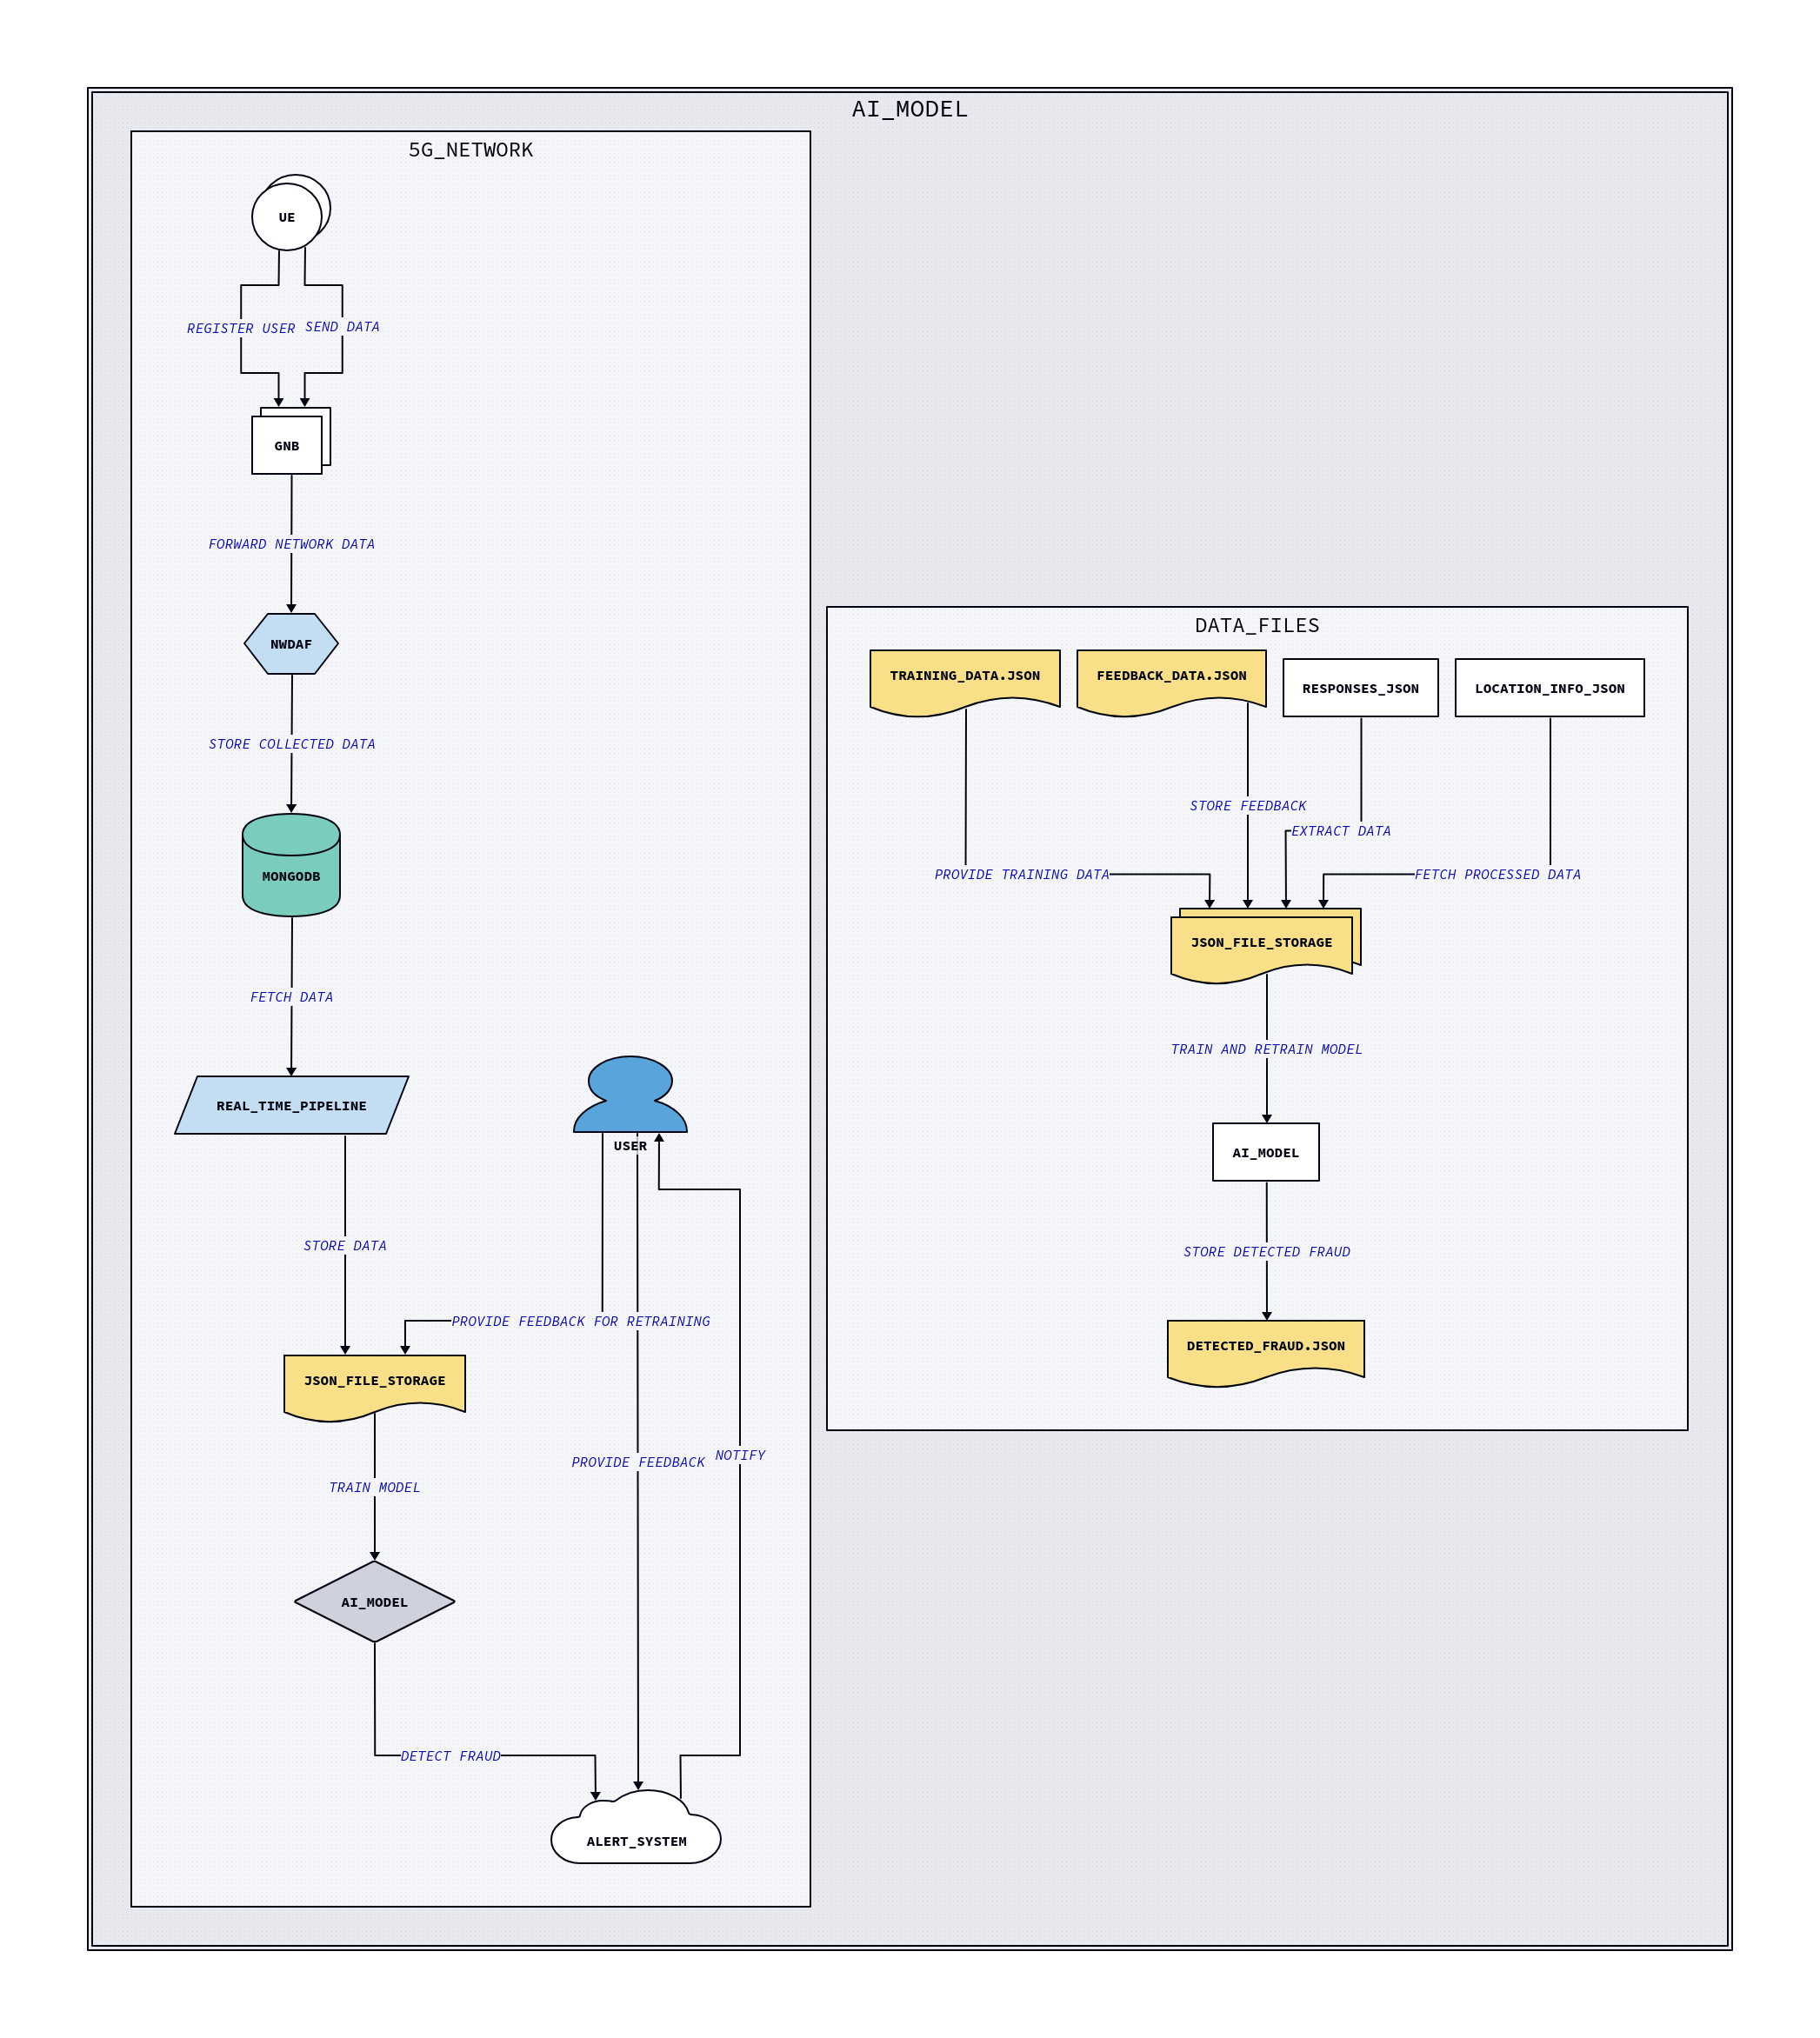 AI_MODEL
5G_NETWORK
UE
REGISTER USER
SEND DATA
GNB
FORWARD NETWORK DATA
NWDAF
STORE COLLECTED DATA
MONGODB
FETCH DATA
REAL_TIME_PIPELINE
USER
STORE DATA
PROVIDE FEEDBACK FOR RETRAINING
JSON_FILE_STORAGE
PROVIDE FEEDBACK
NOTIFY
TRAIN MODEL
AI_MODEL
DETECT FRAUD
ALERT_SYSTEM
DATA_FILES
TRAINING_DATA.JSON
FEEDBACK_DATA.JSON
RESPONSES_JSON
LOCATION_INFO_JSON
STORE FEEDBACK
EXTRACT DATA
PROVIDE TRAINING DATA
FETCH PROCESSED DATA
JSON_FILE_STORAGE
TRAIN AND RETRAIN MODEL
AI_MODEL
STORE DETECTED FRAUD
DETECTED_FRAUD.JSON